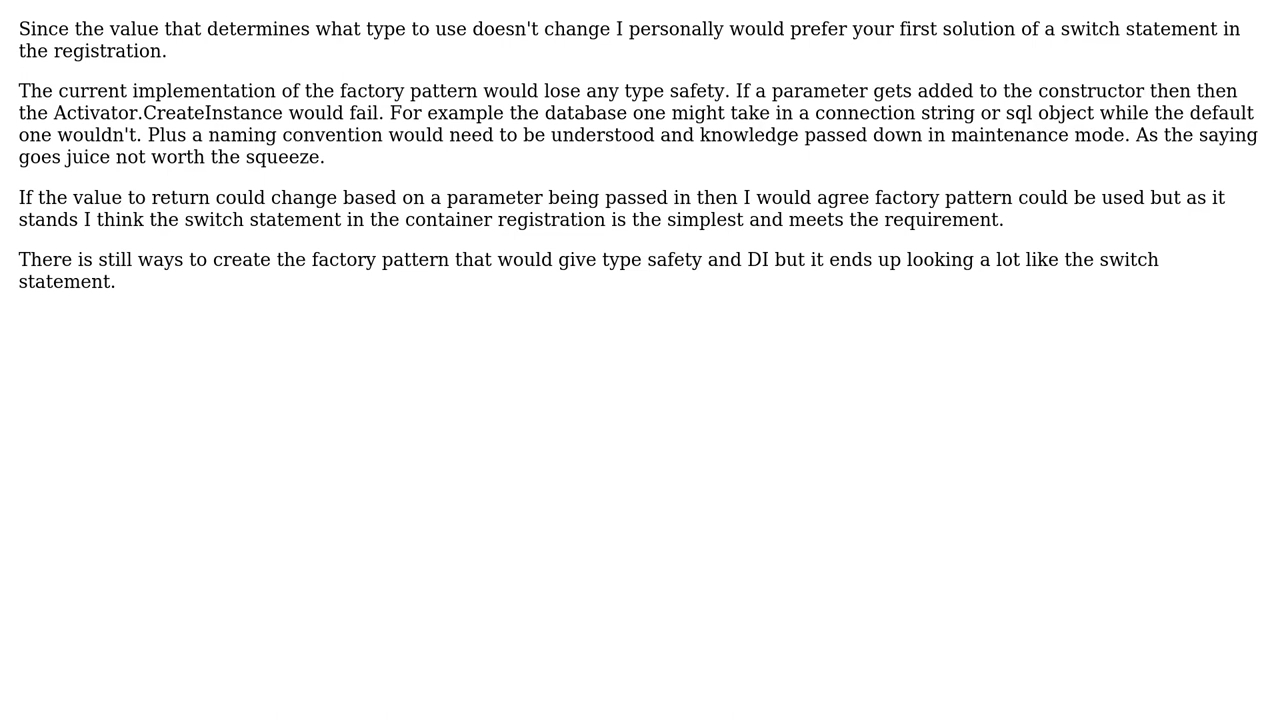 Since the value that determines what type to use doesn't change I personally would prefer your first solution of a switch statement in
the registration.
The current implementation of the factory pattern would lose any type safety. If a parameter gets added to the constructor then then
the Activator.CreateInstance would fail. For example the database one might take in a connection string or sql object while the default
one wouldn't. Plus a naming convention would need to be understood and knowledge passed down in maintenance mode. As the saying
goes juice not worth the squeeze.
If the value to return could change based on a parameter being passed in then I would agree factory pattern could be used but as it
stands I think the switch statement in the container registration is the simplest and meets the requirement.
There is still ways to create the factory pattern that would give type safety and DI but it ends up looking a lot like the switch
statement.